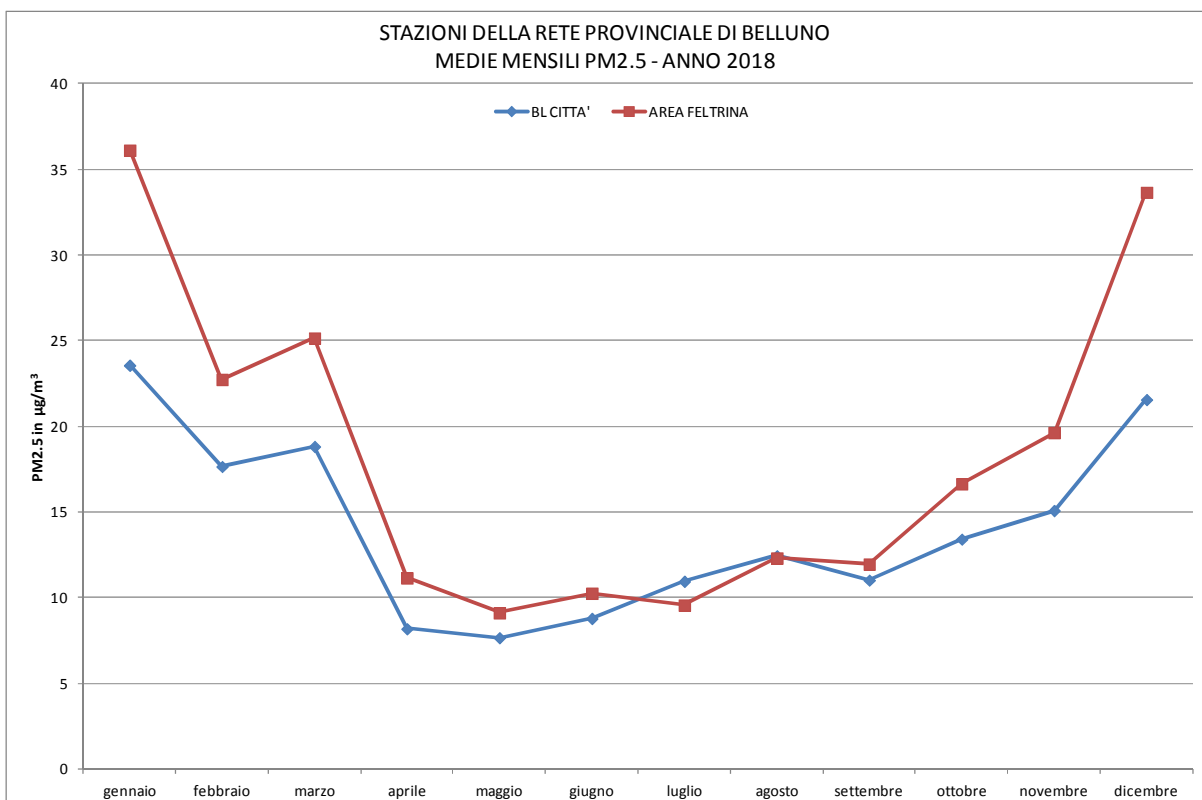 STAZIONI DELLA RETE PROVINCIALE DI BELLUNO
MEDIE MENSILI PM2.5 - ANNO 2018
BL CITTA' AREA FELTRINA
PM2.5 in µg/m³
40
35
30
25
20
15
10
5
0
gennaio febbraio marzo aprile maggio giugno luglio agosto settembre ottobre novembre dicembre